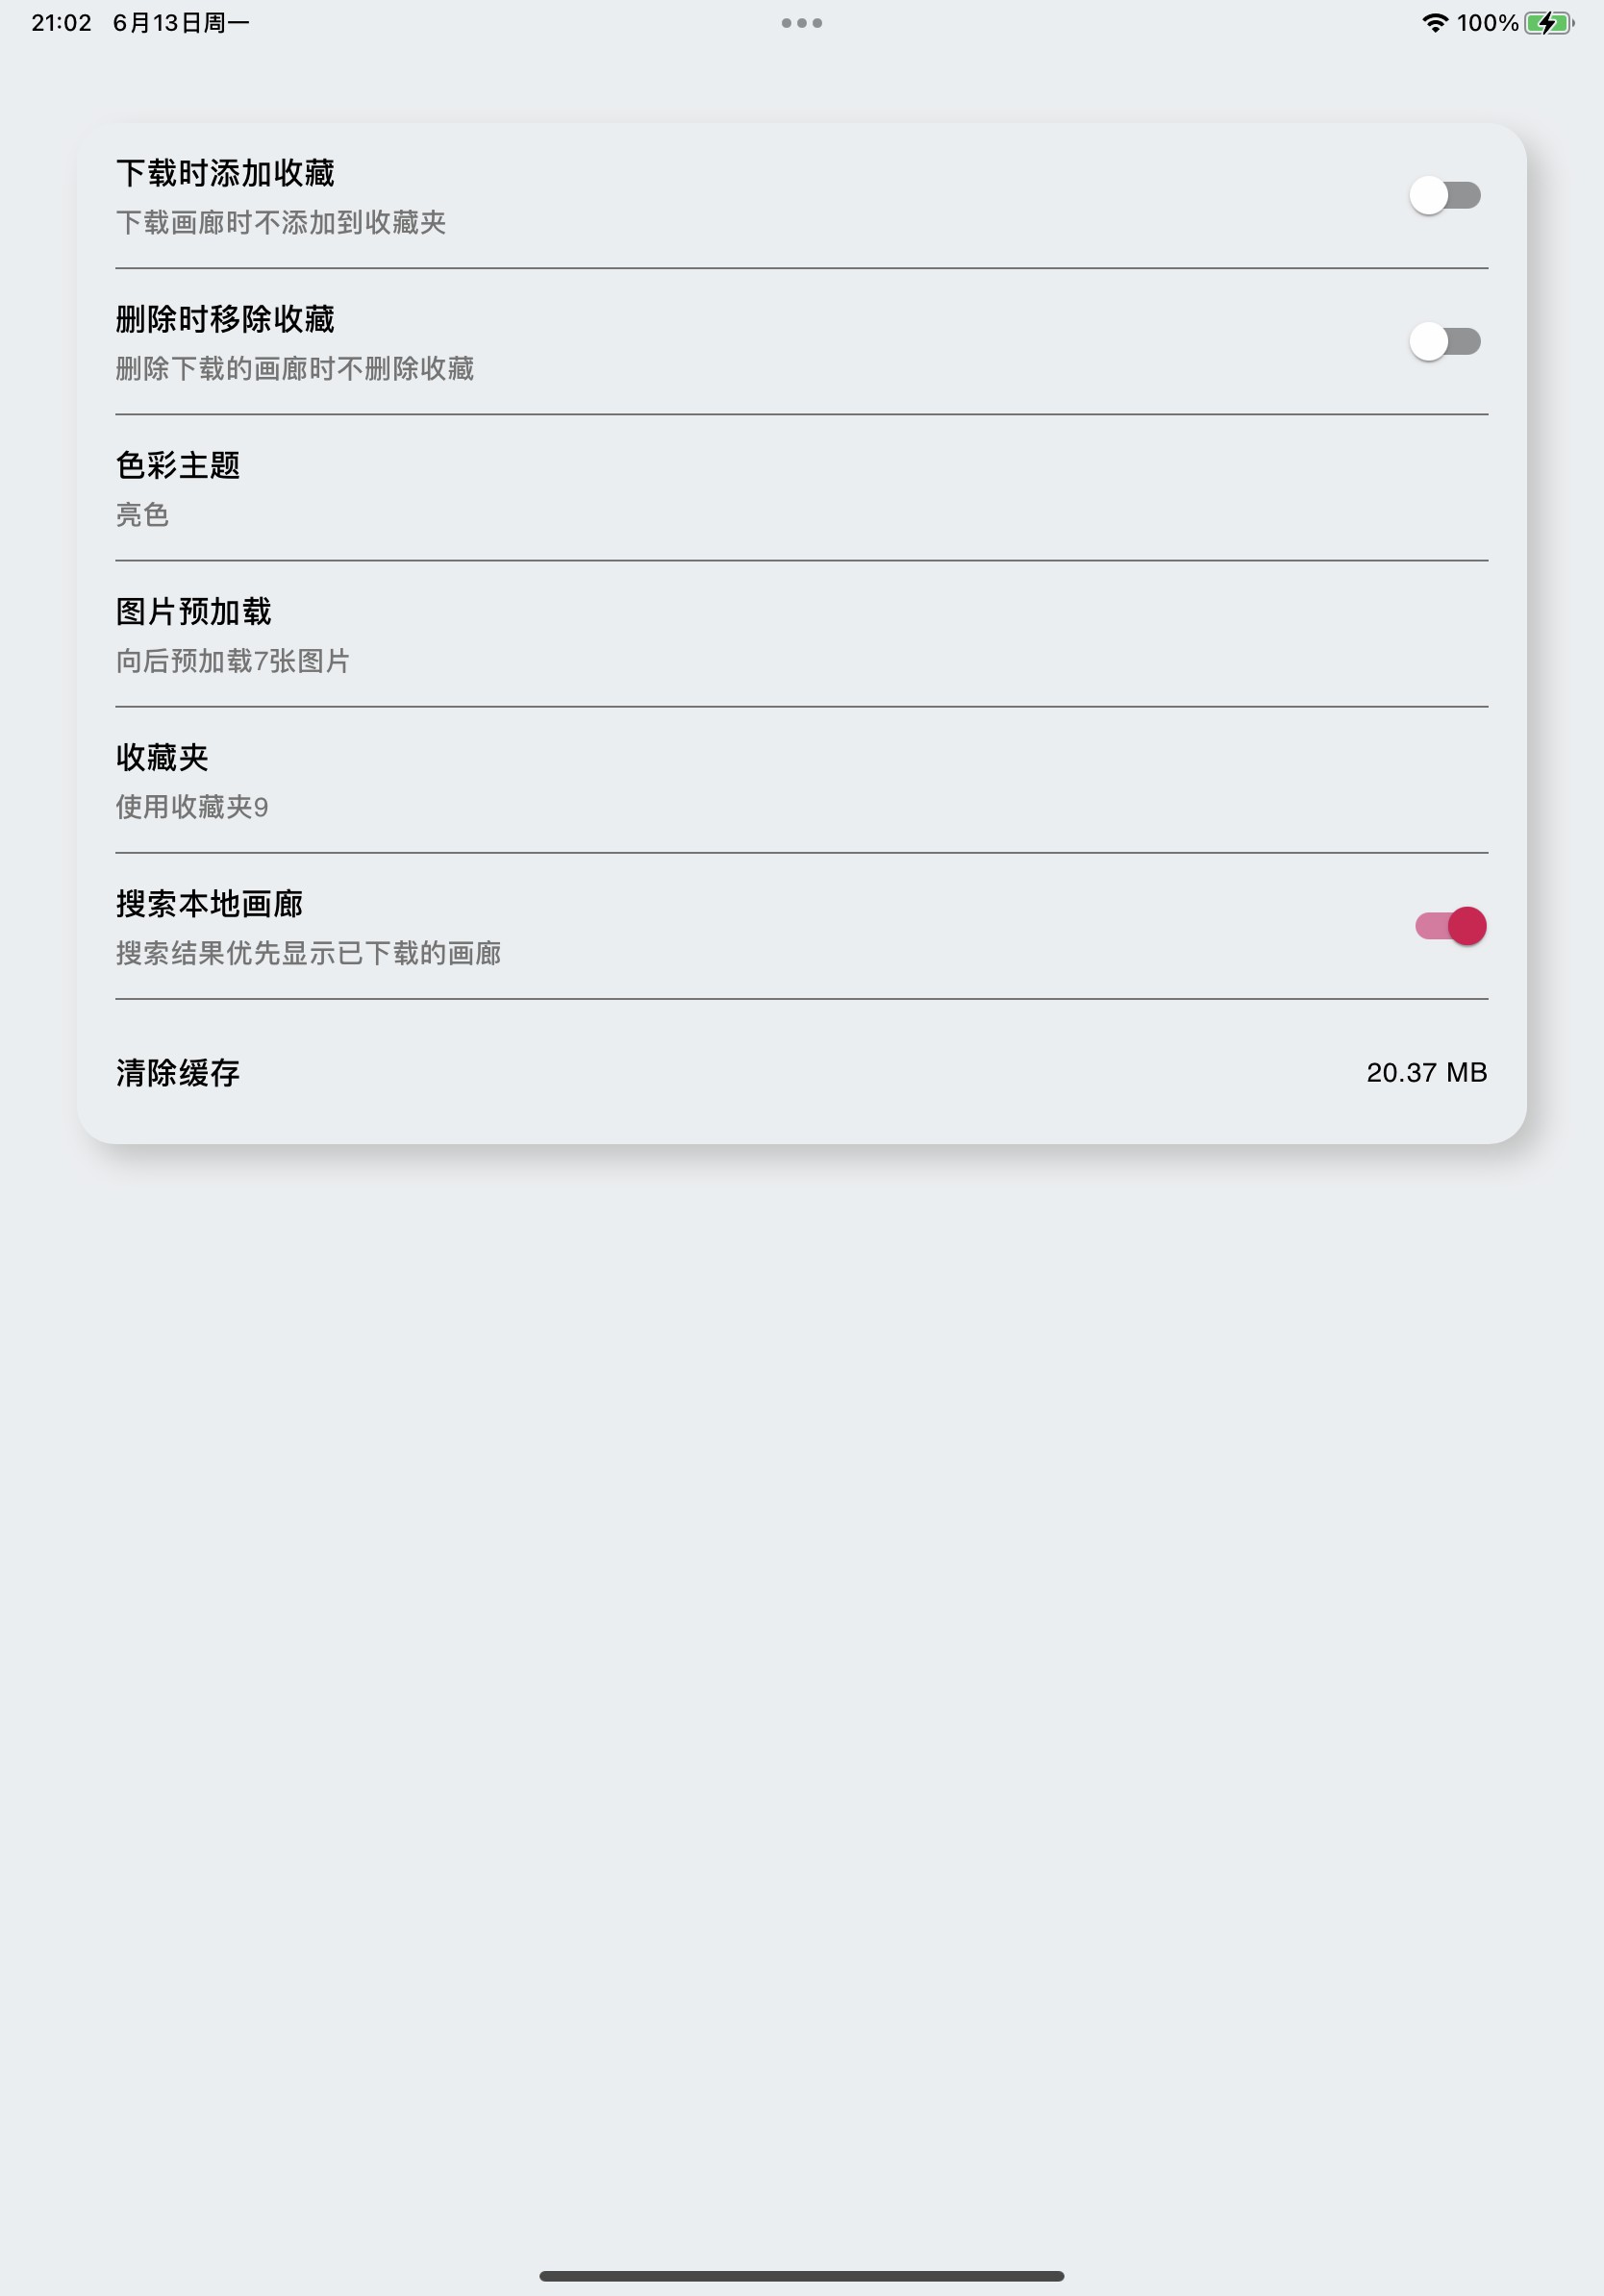 21:02 6月13日周一 100%
下载时添加收藏
下载画廊时不添加到收藏夹
删除时移除收藏
删除下载的画廊时不删除收藏
色彩主题
亮色
图片预加载
向后预加载7张图片
收藏夹
使用收藏夹9
搜索本地画廊
搜索结果优先显示已下载的画廊
清除缓存 20.37 MB